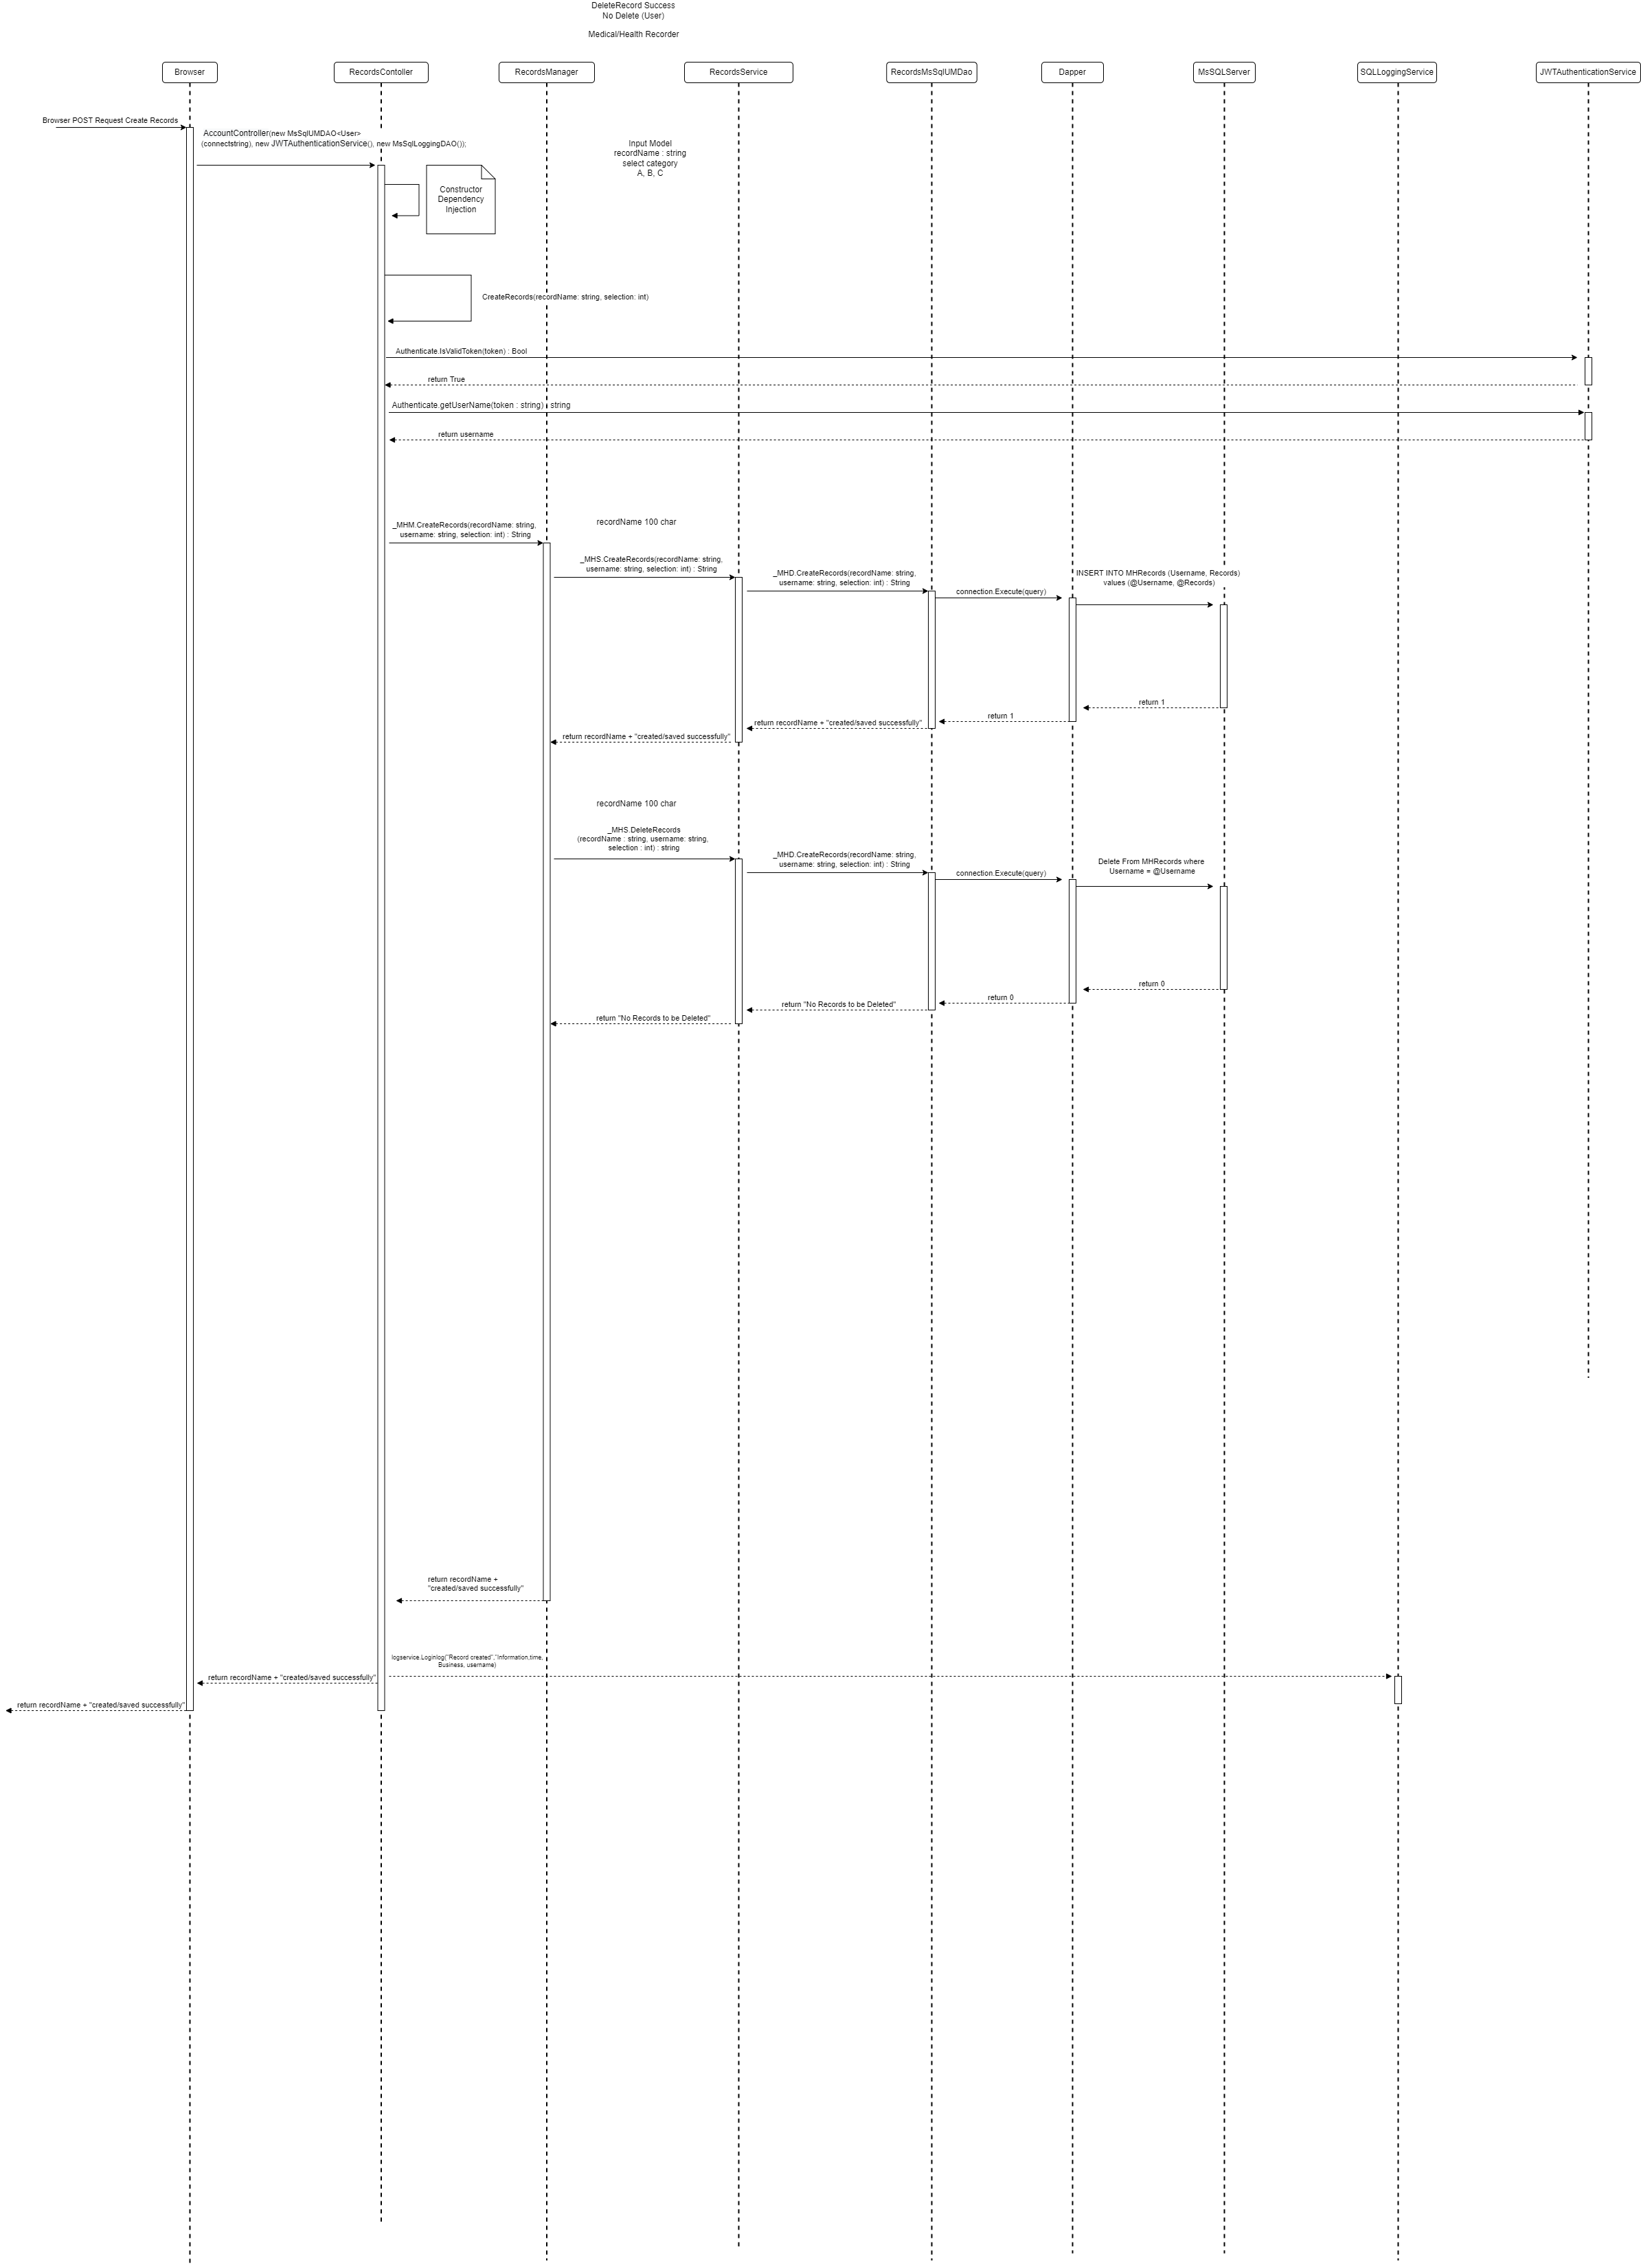 DeleteRecord Success
No Delete (User)
Medical/Health Recorder
Browser
RecordsContoller
RecordsManager
RecordsService
RecordsMsSqlUMDao
Dapper
MsSQLServer
SQLLoggingService
JWTAuthenticationService
Browser POST Request Create Records
AccountController(new MsSqlUMDAO<User>
(connectstring), new JWTAuthenticationService(), new MsSqlLoggingDAO());
Input Model
recordName : string
select category
A, B, C
Constructor
Dependency
Injection
CreateRecords(recordName: string, selection: int)
Authenticate.IsValidToken(token) : Bool
return True
Authenticate.getUserName(token : string) : string
return username
_MHM.CreateRecords(recordName: string,
username: string, selection: int) : String
recordName 100 char
_MHS.CreateRecords(recordName: string,
username: string, selection: int) : String
_MHD.CreateRecords(recordName: string,
username: string, selection: int) : String
connection.Execute(query)
INSERT INTO MHRecords (Username, Records)
values (@Username, @Records)
return 1
return 1
return recordName + "created/saved successfully"
return recordName + "created/saved successfully"
recordName 100 char
_MHS.DeleteRecords
(recordName : string, username: string,
selection : int) : string
_MHD.CreateRecords(recordName: string,
username: string, selection: int) : String
connection.Execute(query)
Delete From MHRecords where
Username = @Username
return 0
return 0
return "No Records to be Deleted"
return "No Records to be Deleted"
return recordName +
"created/saved successfully"
logservice.Loginlog("Record created","Information,time,
Business, username)
return recordName + "created/saved successfully"
return recordName + "created/saved successfully"